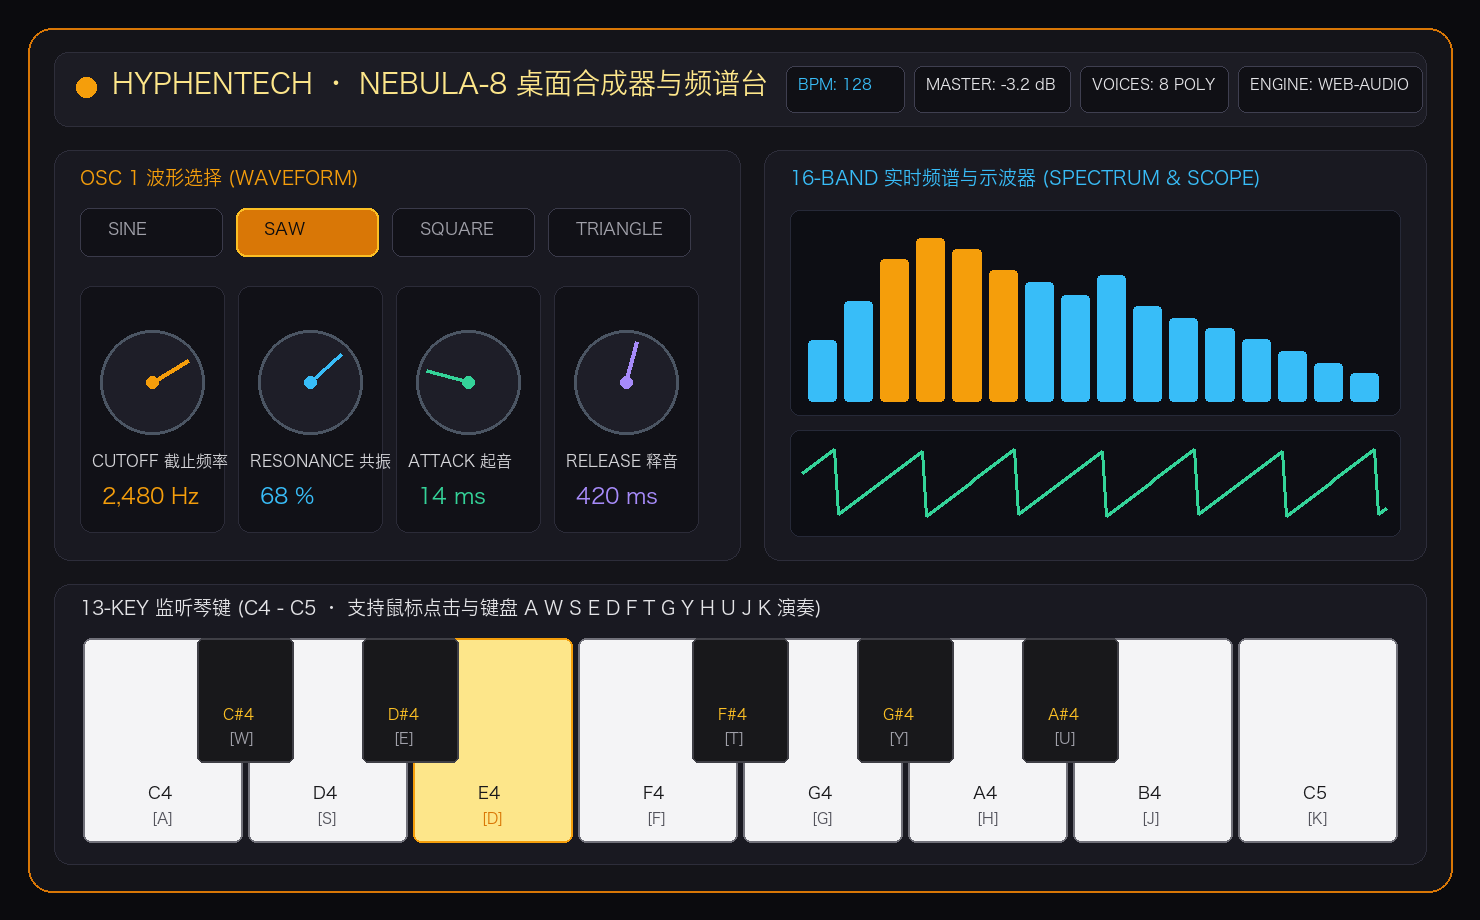 HYPHENTECH · NEBULA-8 桌面合成器与频谱台
BPM: 128
MASTER: -3.2 dB
VOICES: 8 POLY
ENGINE: WEB-AUDIO
OSC 1 波形选择 (WAVEFORM)
SINE
SAW
SQUARE
TRIANGLE
CUTOFF 截止频率
2,480 Hz
RESONANCE 共振
68 %
ATTACK 起音
14 ms
RELEASE 释音
420 ms
16-BAND 实时频谱与示波器 (SPECTRUM & SCOPE)
13-KEY 监听琴键 (C4 - C5 · 支持鼠标点击与键盘 A W S E D F T G Y H U J K 演奏)
C#4
[W]
D#4
[E]
F#4
[T]
G#4
[Y]
A#4
[U]
C4
[A]
D4
[S]
E4
[D]
F4
[F]
G4
[G]
A4
[H]
B4
[J]
C5
[K]